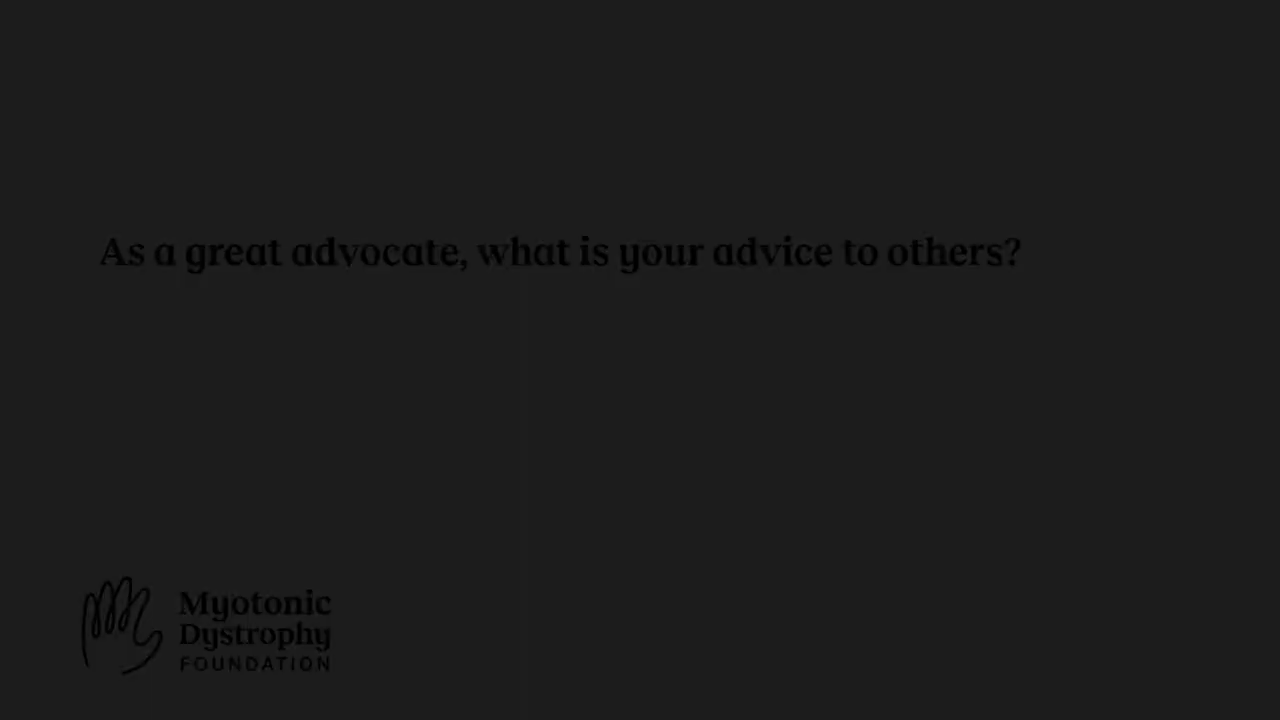 As a great advocate, what is your advice to others?
Myotonic
Dystrophy
FOUNDATION